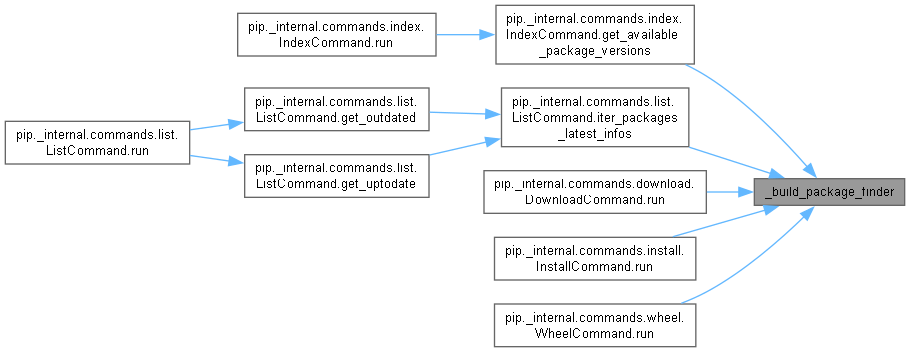 pip._internal.commands.index.
IndexCommand.run
pip._internal.commands.index.
IndexCommand.get_available
_package_versions
pip._internal.commands.list.
ListCommand.run
pip._internal.commands.list.
ListCommand.get_outdated
pip._internal.commands.list.
ListCommand.get_uptodate
pip._internal.commands.list.
ListCommand.iter_packages
_latest_infos
pip._internal.commands.download.
DownloadCommand.run
pip._internal.commands.install.
InstallCommand.run
pip._internal.commands.wheel.
WheelCommand.run
_build_package_finder